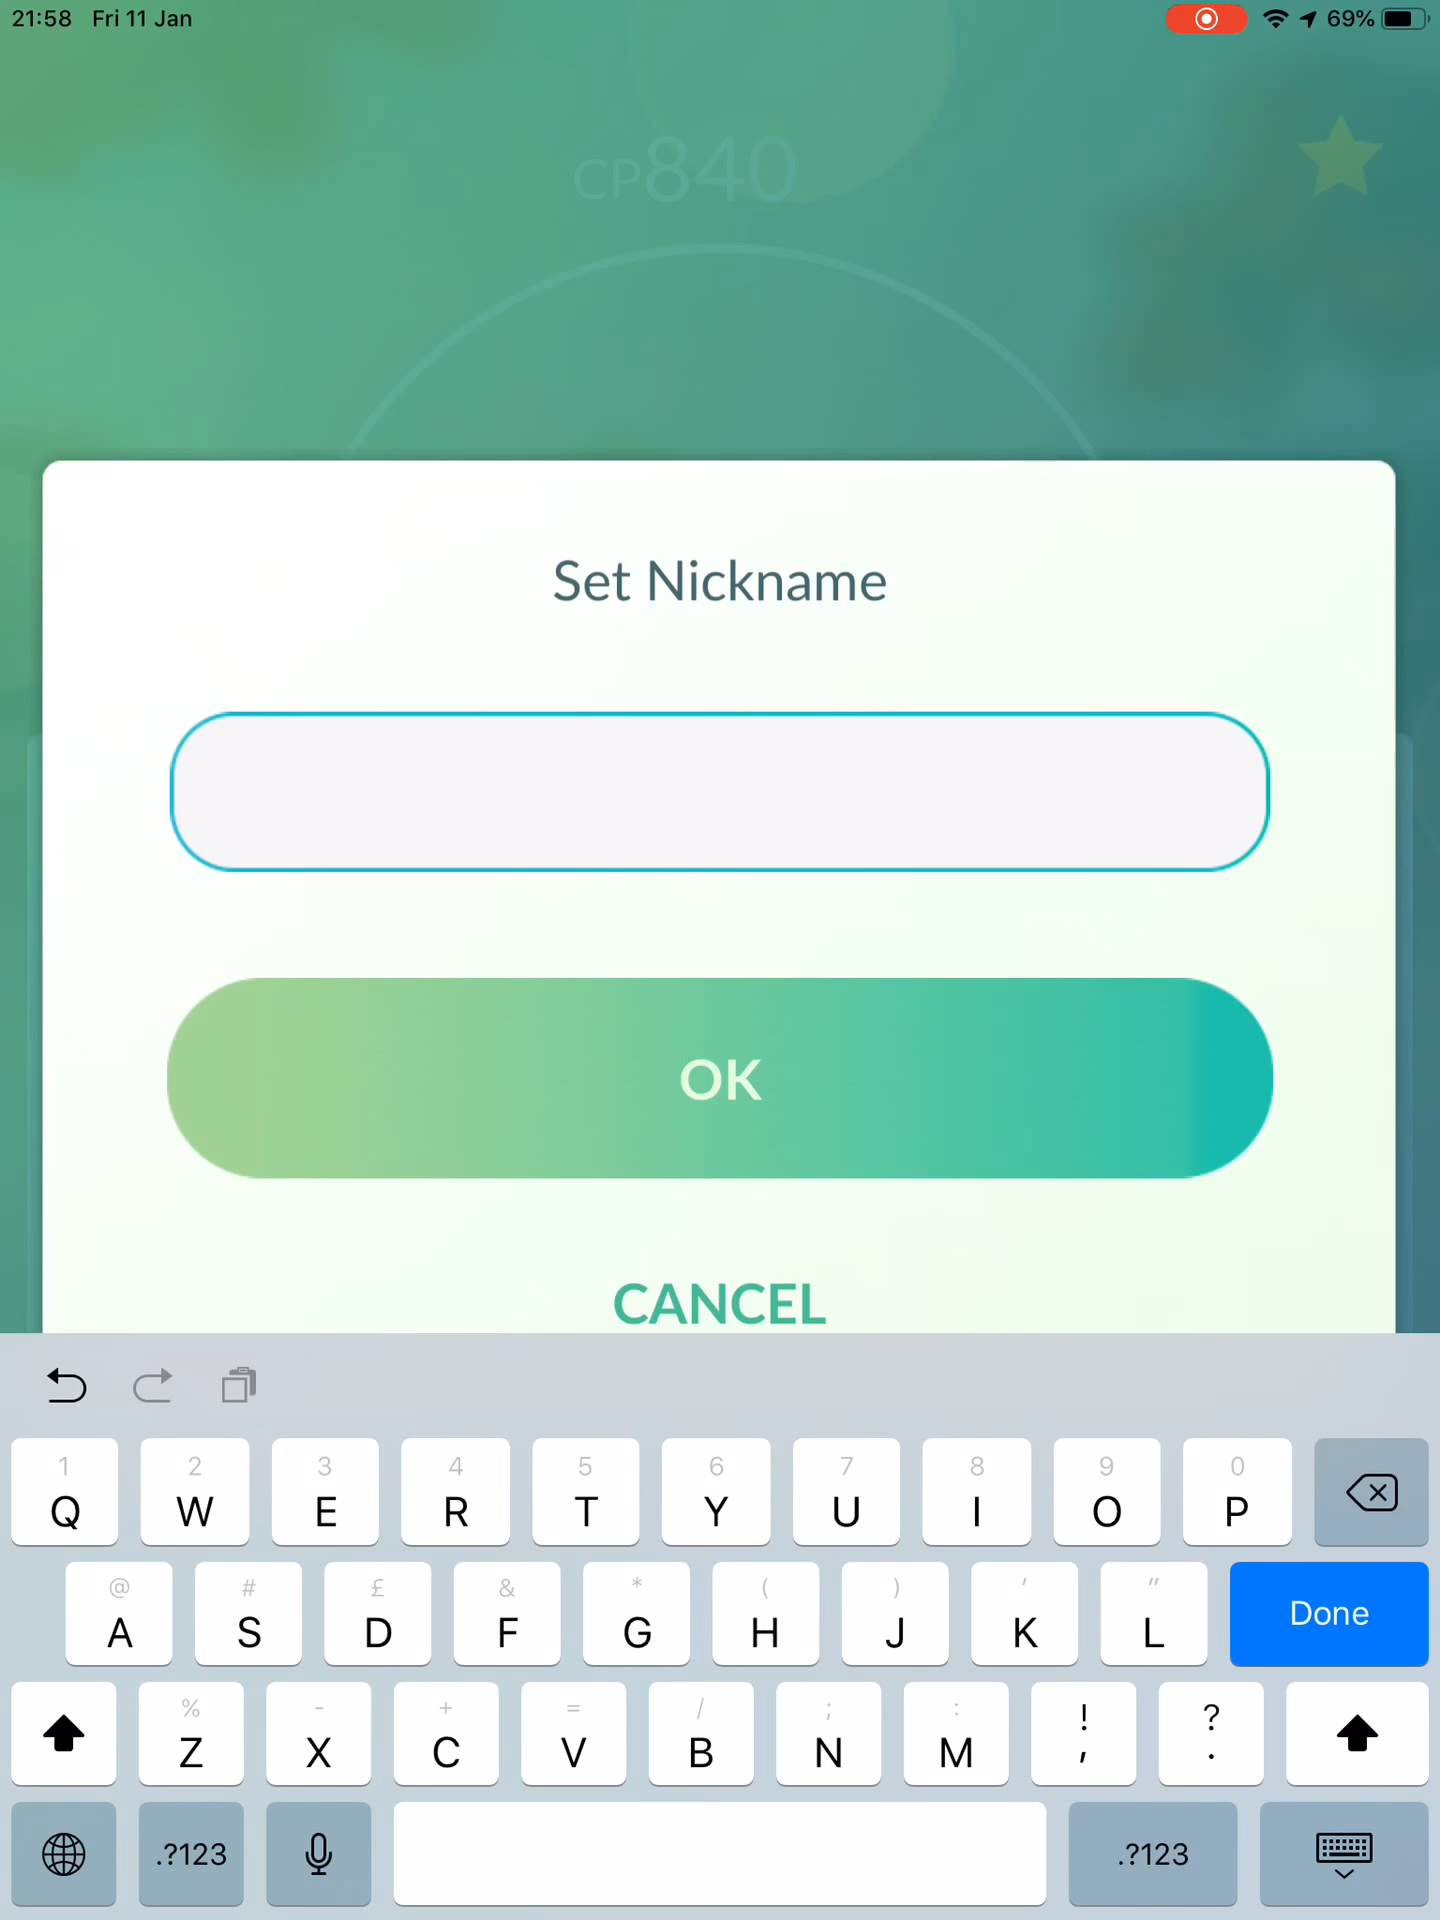 21:58 Fri 11 Jan 69%
CP840
Set Nickname
OK
CANCEL
1 2 3 4 5 6 7 8 9 0
Q W E R T Y U I O P
@ # £ & * ( ) ' "
A S D F G H J K L Done
% - + = / ; : ! ?
Z X C V B N M , .
.?123 .?123